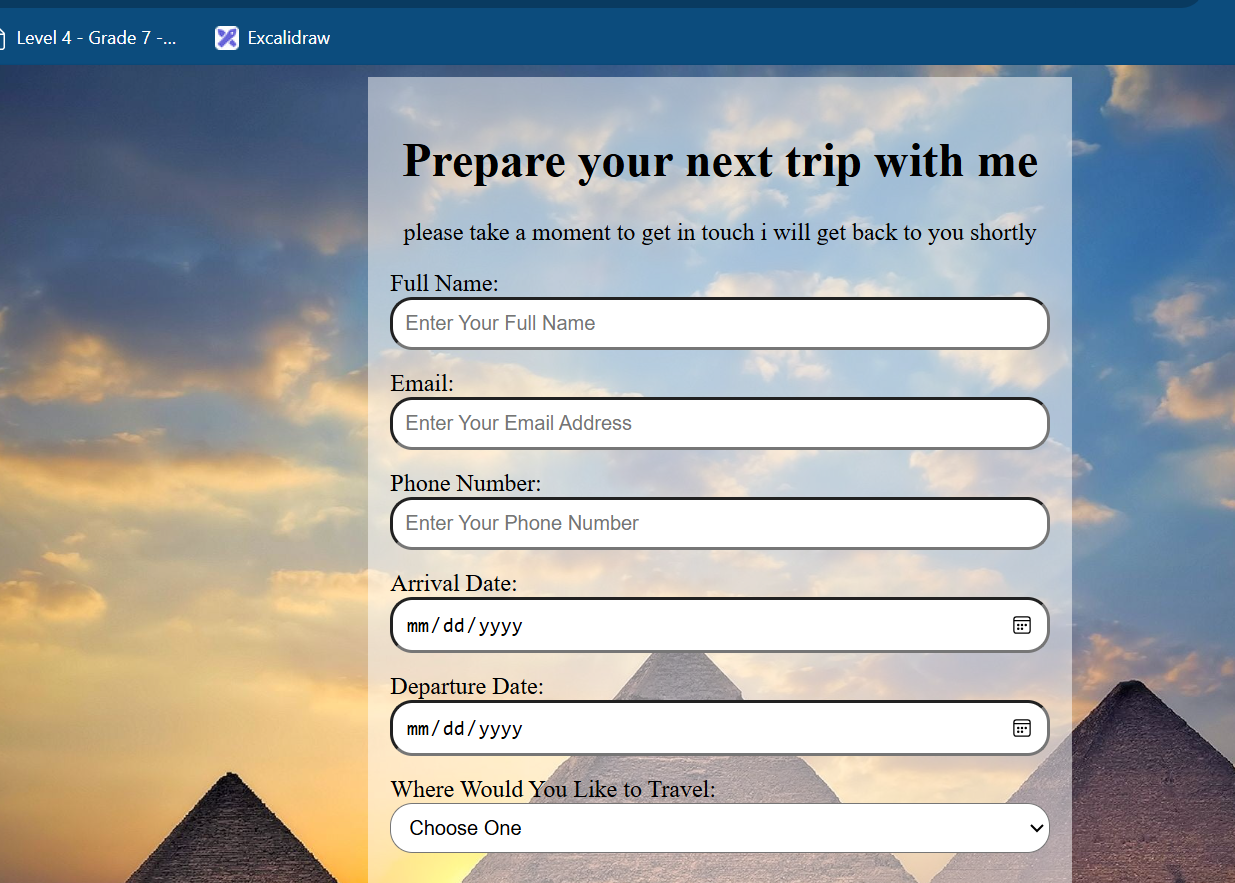 Level 4 - Grade 7 -...
Excalidraw
Prepare your next trip with me
please take a moment to get in touch i will get back to you shortly
Full Name:
Enter Your Full Name
Email:
Enter Your Email Address
Phone Number:
Enter Your Phone Number
Arrival Date:
mm/dd/yyyy
Departure Date:
mm/dd/yyyy
Where Would You Like to Travel:
Choose One